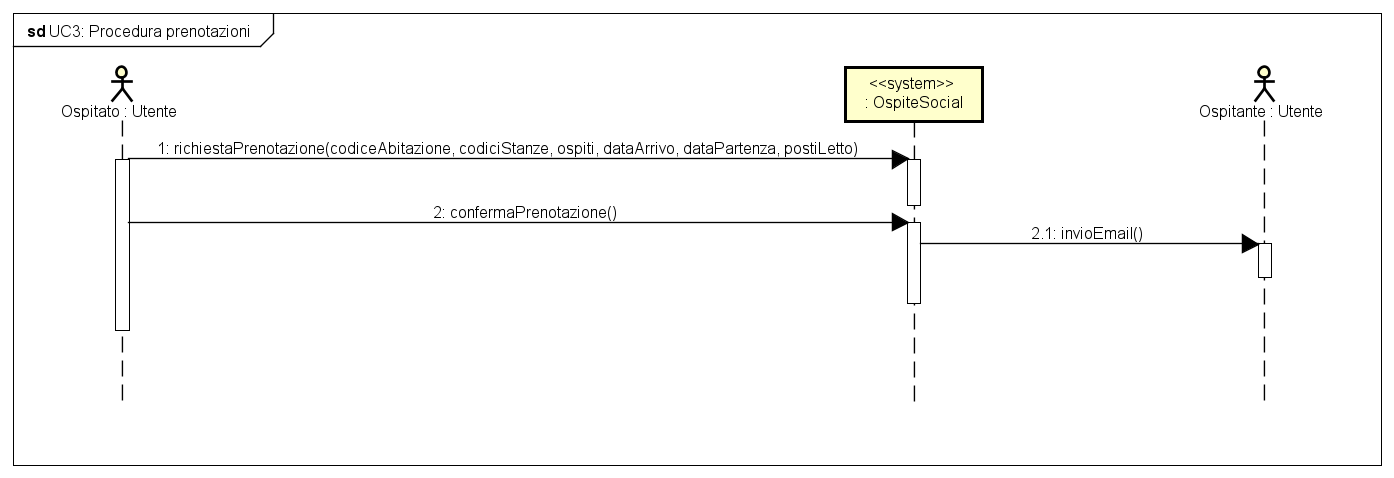 sd UC3: Procedura prenotazioni
Ospitato : Utente
<<system>>
: OspiteSocial
Ospitante : Utente
1: richiestaPrenotazione(codiceAbitazione, codiciStanze, ospiti, dataArrivo, dataPartenza, postiLetto)
2: confermaPrenotazione()
2.1: invioEmail()